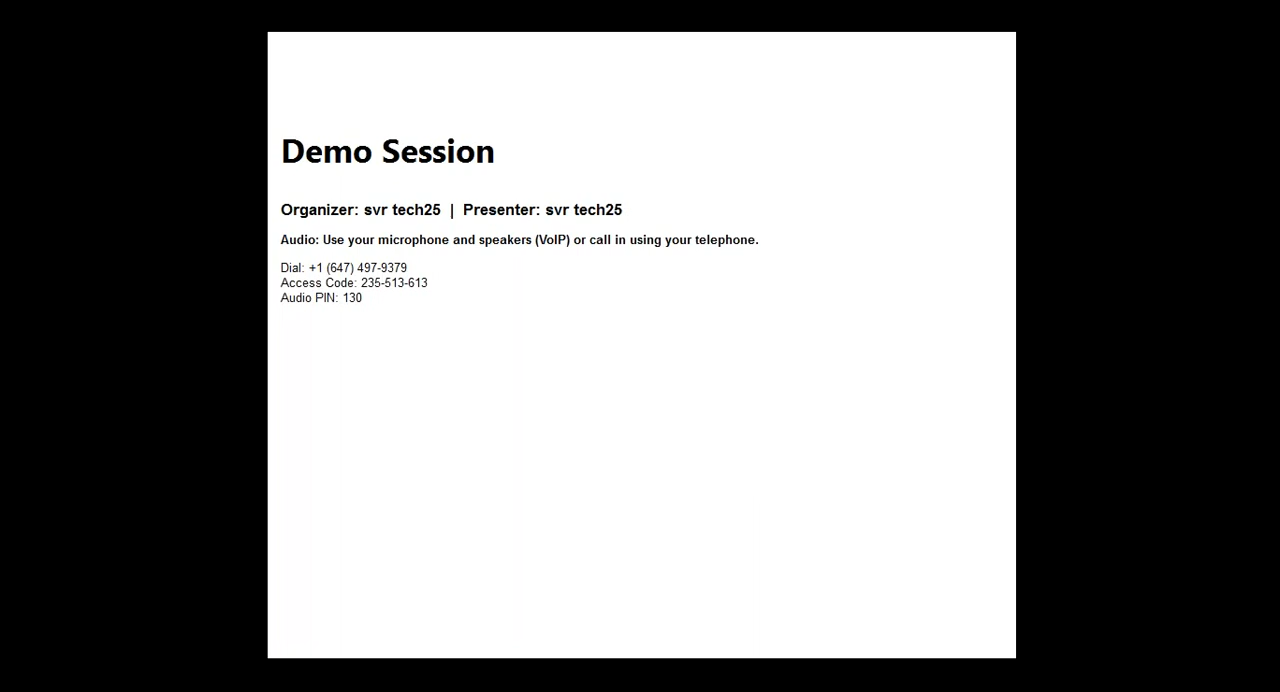 Demo Session
Organizer: svr tech25 | Presenter: svr tech25
Audio: Use your microphone and speakers (VoIP) or call in using your telephone.
Dial: +1 (647) 497-9379
Access Code: 235-513-613
Audio PIN: 130